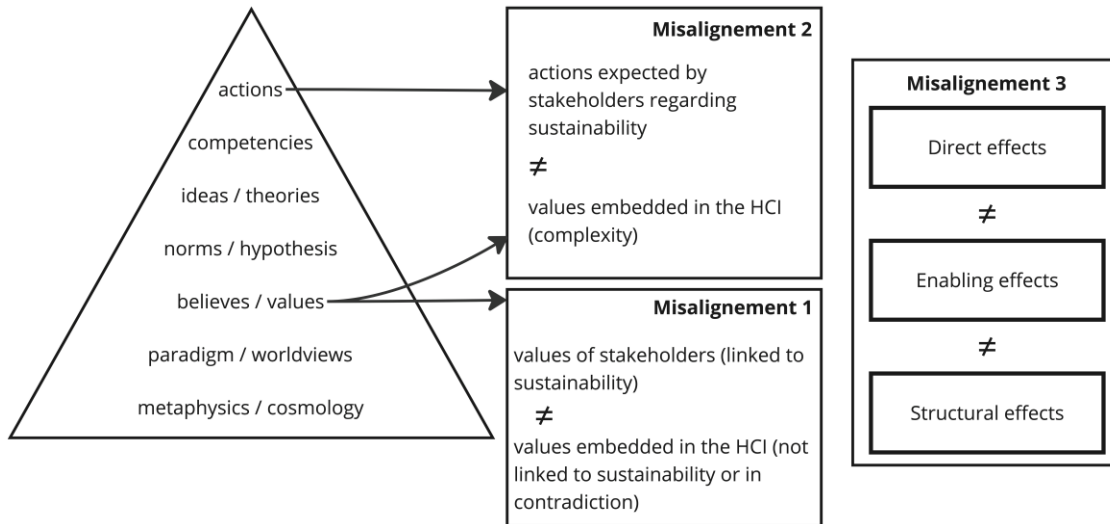 actions
competencies
ideas / theories
norms / hypothesis
believes / values
paradigm / worldviews
metaphysics / cosmology
Misalignement 2
actions expected by
stakeholders regarding
sustainability
≠
values embedded in the HCI
(complexity)
Misalignement 1
values of stakeholders (linked to
sustainability)
≠
values embedded in the HCI (not
linked to sustainability or in
contradiction)
Misalignement 3
Direct effects
≠
Enabling effects
≠
Structural effects